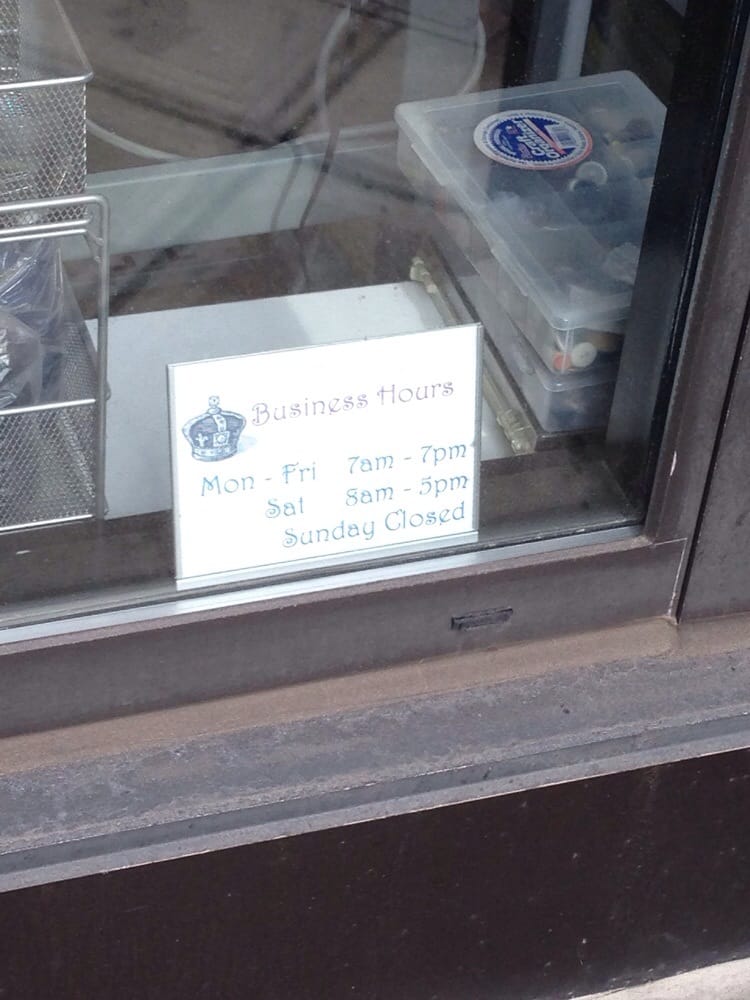 Business Hours
Mon - Fri 7am - 7pm
Sat 8am - 5pm
Sunday Closed